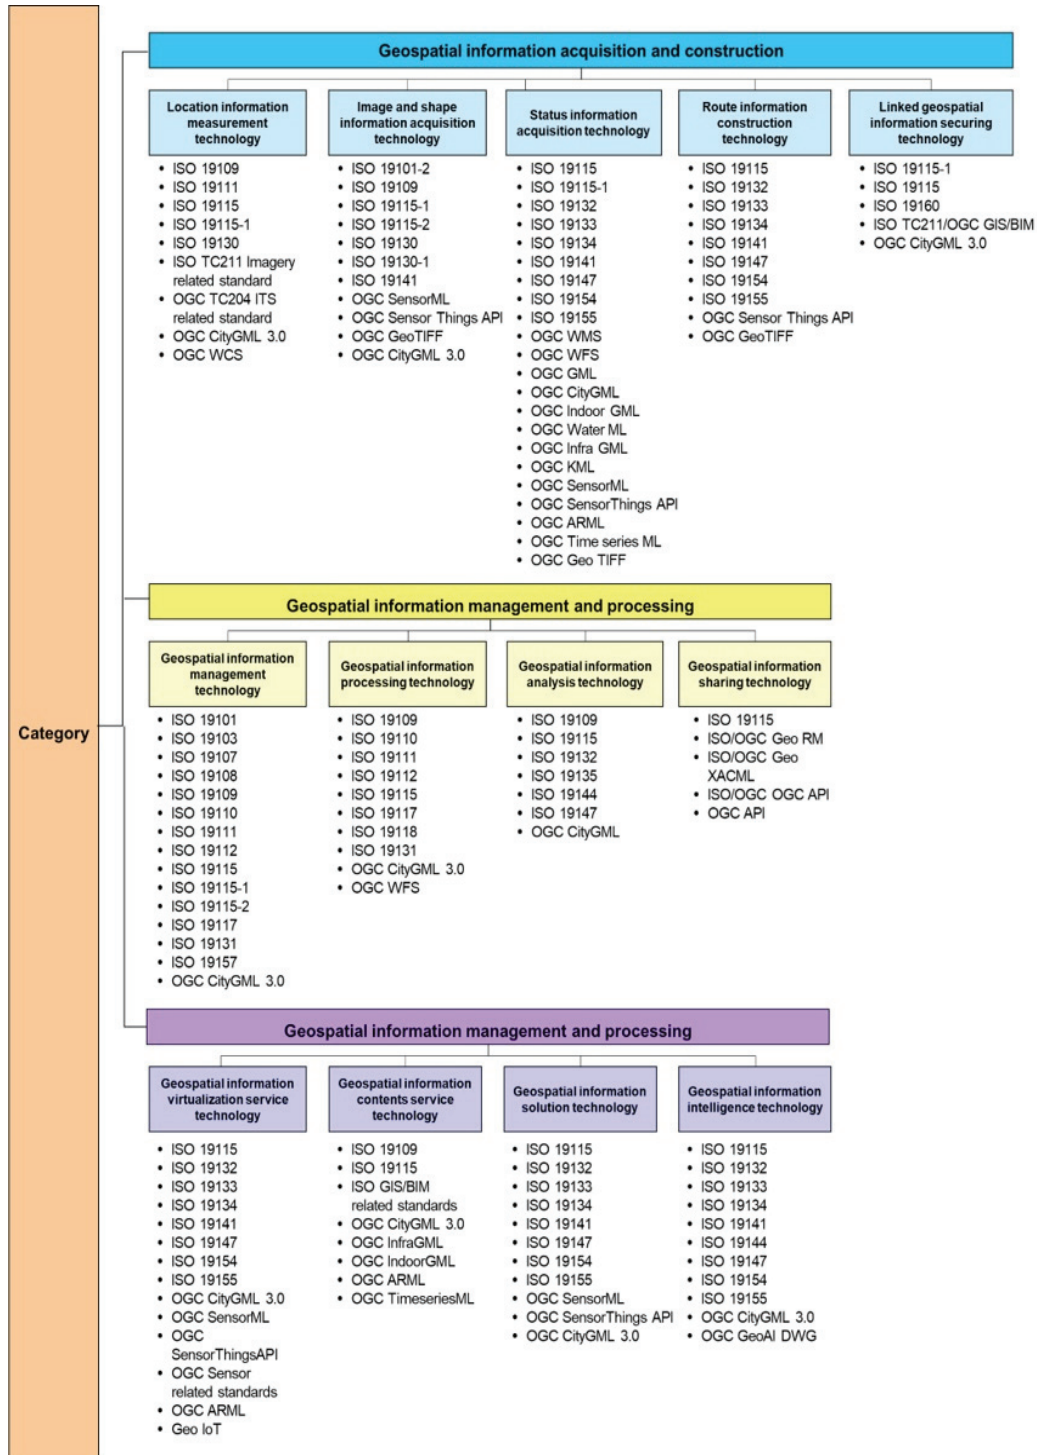 Category
Geospatial information acquisition and construction
Location information
measurement
technology
• ISO 19109
• ISO 19111
• ISO 19115
• ISO 19115-1
• ISO 19130
• ISO TC211 Imagery
related standard
• OGC TC204 ITS
related standard
• OGC CityGML 3.0
• OGC WCS
Image and shape
information acquisition
technology
• ISO 19101-2
• ISO 19109
• ISO 19115-1
• ISO 19115-2
• ISO 19130
• ISO 19130-1
• ISO 19141
• OGC SensorML
• OGC Sensor Things API
• OGC GeoTIFF
• OGC CityGML 3.0
Status information
acquisition technology
• ISO 19115
• ISO 19115-1
• ISO 19132
• ISO 19133
• ISO 19134
• ISO 19141
• ISO 19147
• ISO 19154
• ISO 19155
• OGC WMS
• OGC WFS
• OGC GML
• OGC CityGML
• OGC Indoor GML
• OGC Water ML
• OGC Infra GML
• OGC KML
• OGC SensorML
• OGC SensorThings API
• OGC ARML
• OGC Time series ML
• OGC Geo TIFF
Route information
construction
technology
• ISO 19115
• ISO 19132
• ISO 19133
• ISO 19134
• ISO 19141
• ISO 19147
• ISO 19154
• ISO 19155
• OGC Sensor Things API
• OGC GeoTIFF
Linked geospatial
information securing
technology
• ISO 19115-1
• ISO 19115
• ISO 19160
• ISO TC211/OGC GIS/BIM
• OGC CityGML 3.0
Geospatial information management and processing
Geospatial information
management
technology
• ISO 19101
• ISO 19103
• ISO 19107
• ISO 19108
• ISO 19109
• ISO 19110
• ISO 19111
• ISO 19112
• ISO 19115
• ISO 19115-1
• ISO 19115-2
• ISO 19117
• ISO 19131
• ISO 19157
• OGC CityGML 3.0
Geospatial information
processing technology
• ISO 19109
• ISO 19110
• ISO 19111
• ISO 19112
• ISO 19115
• ISO 19117
• ISO 19118
• ISO 19131
• OGC CityGML 3.0
• OGC WFS
Geospatial information
analysis technology
• ISO 19109
• ISO 19115
• ISO 19132
• ISO 19135
• ISO 19144
• ISO 19147
• OGC CityGML
Geospatial information
sharing technology
• ISO 19115
• ISO/OGC Geo RM
• ISO/OGC Geo
XACML
• ISO/OGC OGC API
• OGC API
Geospatial information management and processing
Geospatial information
virtualization service
technology
• ISO 19115
• ISO 19132
• ISO 19133
• ISO 19134
• ISO 19141
• ISO 19147
• ISO 19154
• ISO 19155
• OGC CityGML 3.0
• OGC SensorML
• OGC
SensorThingsAPI
• OGC Sensor
related standards
• OGC ARML
• Geo IoT
Geospatial information
contents service
technology
• ISO 19109
• ISO 19115
• ISO GIS/BIM
related standards
• OGC CityGML 3.0
• OGC InfraGML
• OGC IndoorGML
• OGC ARML
• OGC TimeseriesML
Geospatial information
solution technology
• ISO 19115
• ISO 19132
• ISO 19133
• ISO 19134
• ISO 19141
• ISO 19147
• ISO 19154
• ISO 19155
• OGC SensorML
• OGC SensorThings API
• OGC CityGML 3.0
Geospatial information
intelligence technology
• ISO 19115
• ISO 19132
• ISO 19133
• ISO 19134
• ISO 19141
• ISO 19144
• ISO 19147
• ISO 19154
• ISO 19155
• OGC CityGML 3.0
• OGC GeoAI DWG